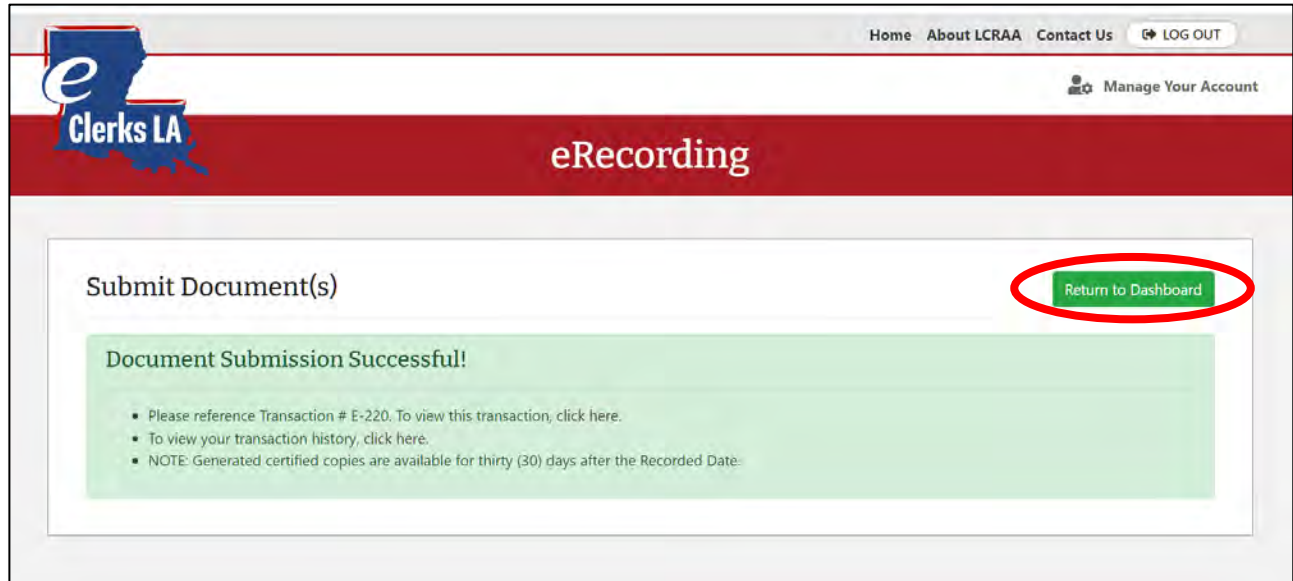 Home About LCRAA Contact Us LOG OUT
Manage Your Account
e
Clerks LA
eRecording
Submit Document(s)
Return to Dashboard
Document Submission Successful!
• Please reference Transaction # E-220. To view this transaction, click here.
• To view your transaction history, click here.
• NOTE: Generated certified copies are available for thirty (30) days after the Recorded Date.